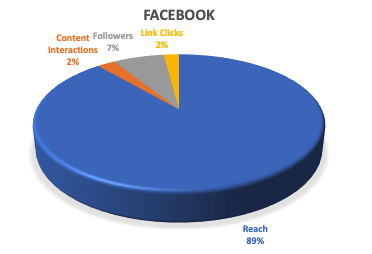 FACEBOOK
Content
Interactions
2%
Followers
7%
Link Clicks
2%
Reach
89%